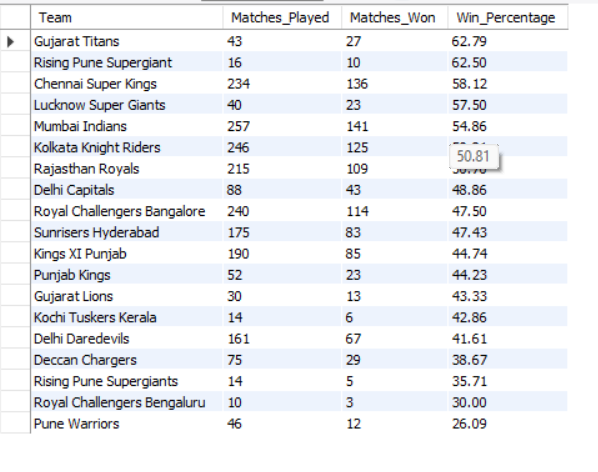 Team Matches_Played Matches_Won Win_Percentage
Gujarat Titans 43 27 62.79
Rising Pune Supergiant 16 10 62.50
Chennai Super Kings 234 136 58.12
Lucknow Super Giants 40 23 57.50
Mumbai Indians 257 141 54.86
Kolkata Knight Riders 246 125
50.81
Rajasthan Royals 215 109
Delhi Capitals 88 43 48.86
Royal Challengers Bangalore 240 114 47.50
Sunrisers Hyderabad 175 83 47.43
Kings XI Punjab 190 85 44.74
Punjab Kings 52 23 44.23
Gujarat Lions 30 13 43.33
Kochi Tuskers Kerala 14 6 42.86
Delhi Daredevils 161 67 41.61
Deccan Chargers 75 29 38.67
Rising Pune Supergiants 14 5 35.71
Royal Challengers Bengaluru 10 3 30.00
Pune Warriors 46 12 26.09